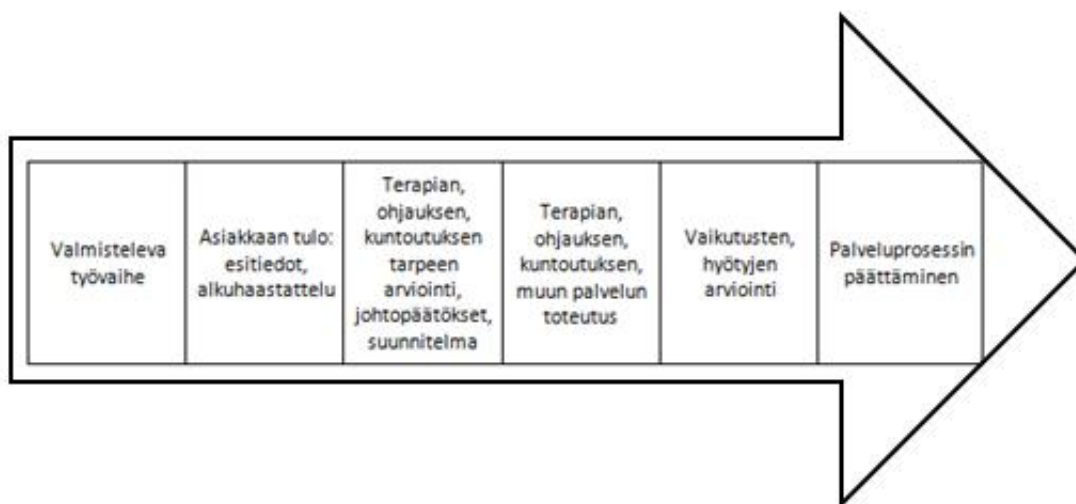 Valmisteleva
työvaihe
Asiakkaan tulo:
esitiedot,
alkuhaastattelu
Terapian,
ohjauksen,
kuntoutuksen
tarpeen
arviointi,
johtopäätökset,
suunnitelma
Terapian,
ohjauksen,
kuntoutuksen,
muun palvelun
toteutus
Vaikutusten,
hyötyjen
arviointi
Palveluprosessin
päättäminen